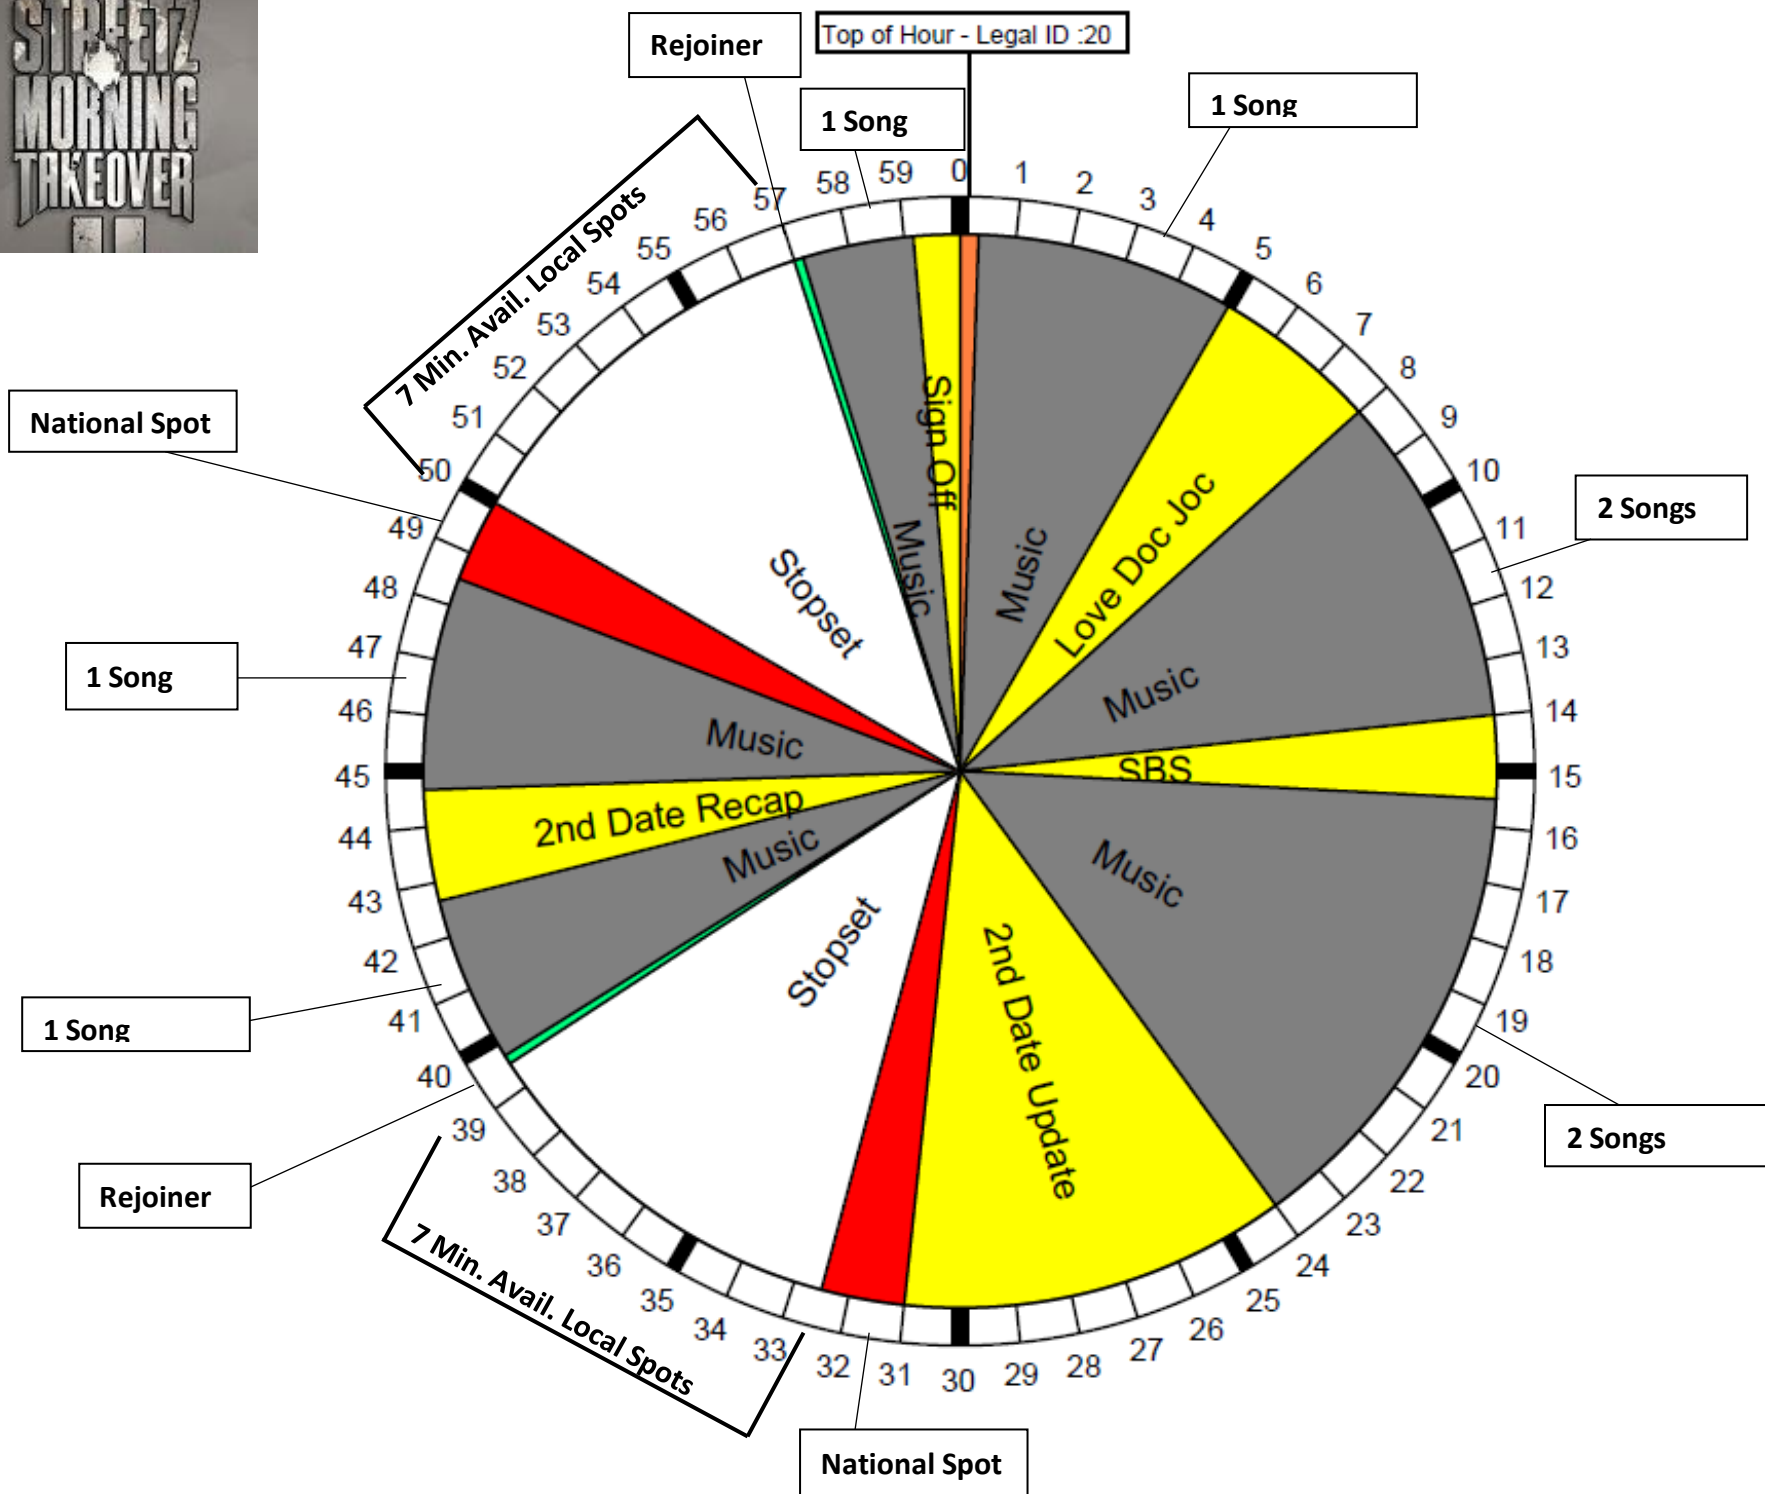 STREETZ
MORNING
TAKEOVER
Rejoiner
Top of Hour - Legal ID :20
1 Song
1 Song
7 Min. Avail. Local Spots
National Spot
2 Songs
1 Song
1 Song
Rejoiner
2 Songs
7 Min. Avail. Local Spots
National Spot
0
1
2
3
4
5
6
7
8
9
10
11
12
13
14
15
16
17
18
19
20
21
22
23
24
25
26
27
28
29
30
31
32
33
34
35
36
37
38
39
40
41
42
43
44
45
46
47
48
49
50
51
52
53
54
55
56
57
58
59
Music
Love Doc Joc
Music
SBS
Music
2nd Date Update
Stopset
Music
2nd Date Recap
Music
Stopset
Music
Sign Off